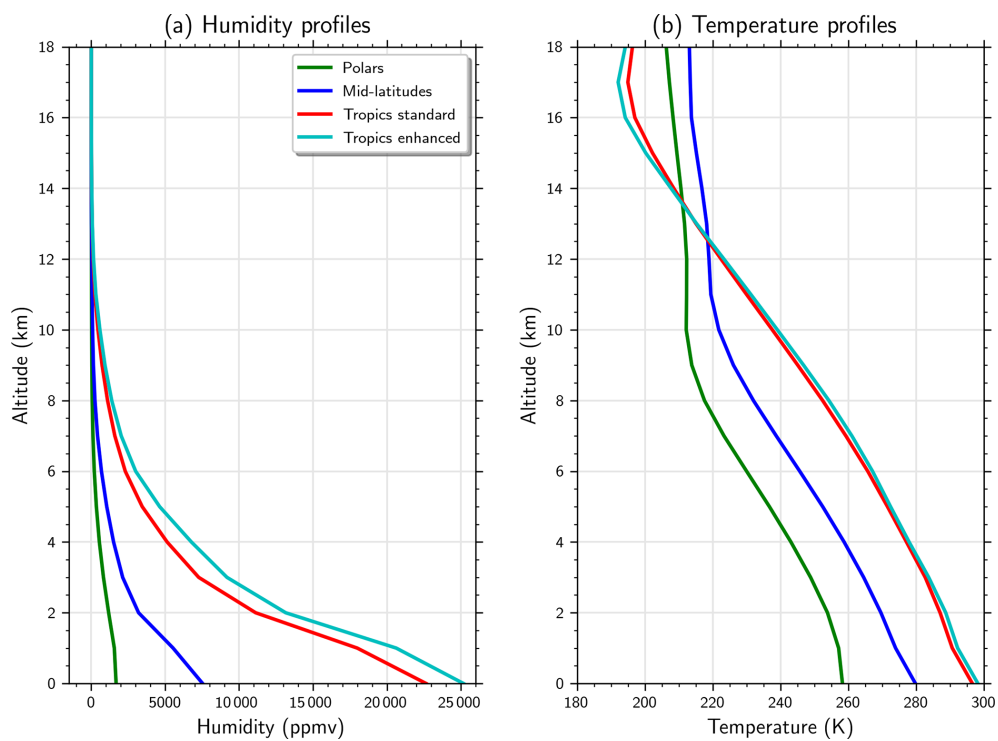 (a) Humidity profiles
18
16
14
12
10
8
6
4
2
0
Altitude (km)
0 5000 10 000 15 000 20 000 25 000
Humidity (ppmv)
Polars
Mid-latitudes
Tropics standard
Tropics enhanced
(b) Temperature profiles
18
16
14
12
10
8
6
4
2
0
Altitude (km)
180 200 220 240 260 280 300
Temperature (K)